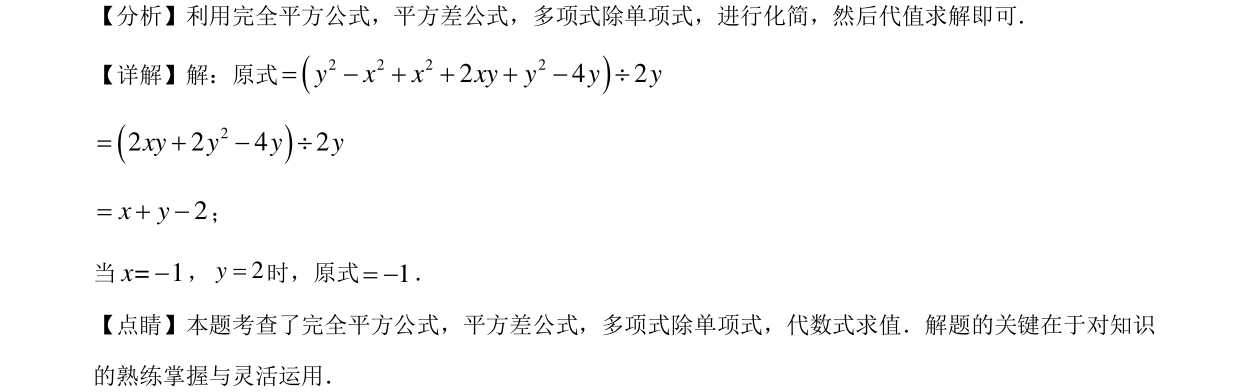 【分析】利用完全平方公式，平方差公式，多项式除单项式，进行化简，然后代值求解即可．
【详解】解：原式=(y²−x²+x²+2xy+y²−4y)÷2y
=(2xy+2y²−4y)÷2y
=x+y−2；
当x=−1，y=2时，原式=−1．
【点睛】本题考查了完全平方公式，平方差公式，多项式除单项式，代数式求值．解题的关键在于对知识
的熟练掌握与灵活运用．